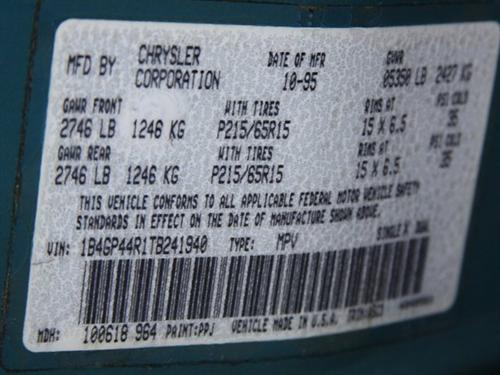 MFD BY CHRYSLER CORPORATION DATE OF MFR 10-95 GVWR 05350 LB 2427 KG
GAWR FRONT WITH TIRES RIMS AT PSI COLD
2746 LB 1246 KG P215/65R15 15 X 6.5 35
GAWR REAR WITH TIRES RIMS AT PSI COLD
2746 LB 1246 KG P215/65R15 15 X 6.5 35
THIS VEHICLE CONFORMS TO ALL APPLICABLE FEDERAL MOTOR VEHICLE SAFETY
STANDARDS IN EFFECT ON THE DATE OF MANUFACTURE SHOWN ABOVE.
VIN: 1B4GP44R1TB241940 TYPE: MPV SINGLE X DUAL
MDH: 100618 964 PAINT:PPJ VEHICLE MADE IN U.S.A.